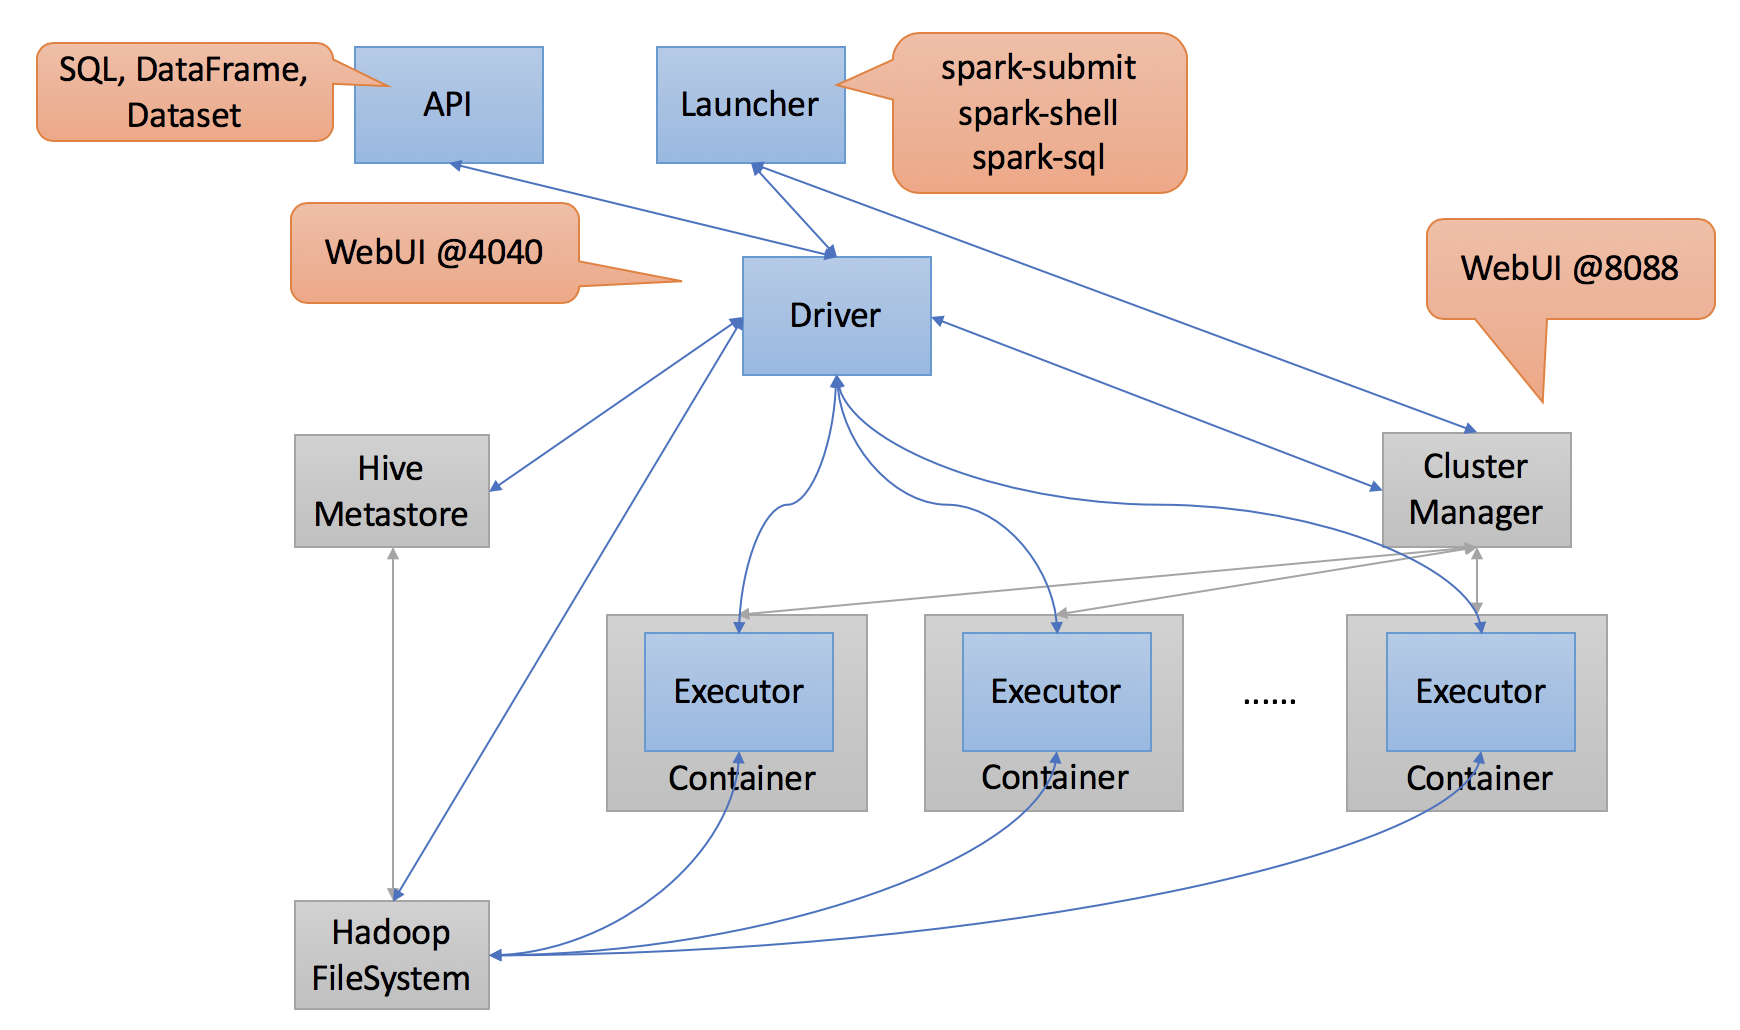 SQL, DataFrame,
Dataset
API
Launcher
spark-submit
spark-shell
spark-sql
WebUI @4040
WebUI @8088
Driver
Hive
Metastore
Cluster
Manager
Executor
Container
Executor
Container
......
Executor
Container
Hadoop
FileSystem